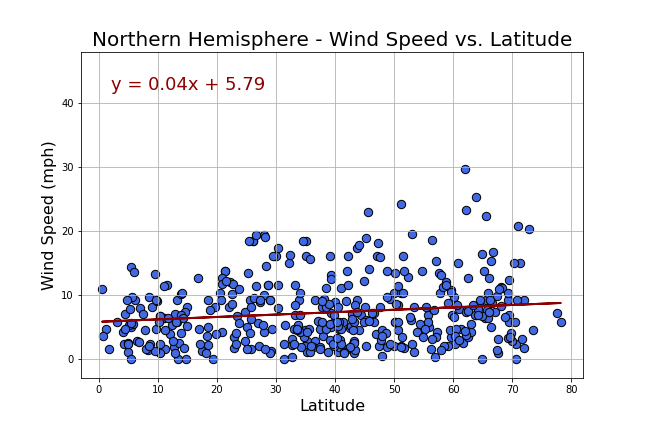 Northern Hemisphere - Wind Speed vs. Latitude
y = 0.04x + 5.79
40
30
20
10
0
Wind Speed (mph)
0 10 20 30 40 50 60 70 80
Latitude